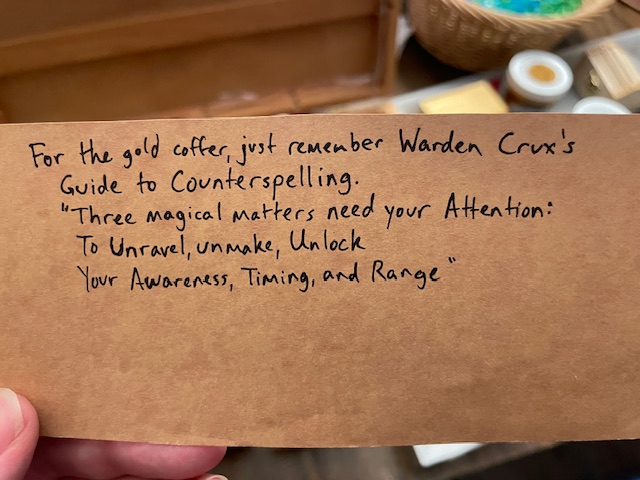 For the gold coffer, just remember Warden Crux's
Guide to Counterspelling.
"Three magical matters need your Attention:
To Unravel, unmake, Unlock
Your Awareness, Timing, and Range"